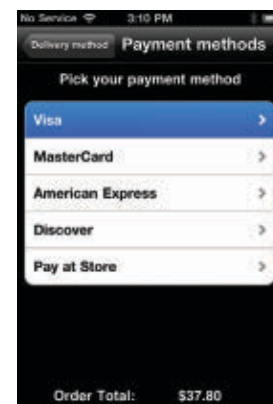 No Service 3:10 PM
Delivery method Payment methods
Pick your payment method
Visa
MasterCard
American Express
Discover
Pay at Store
Order Total: $37.80